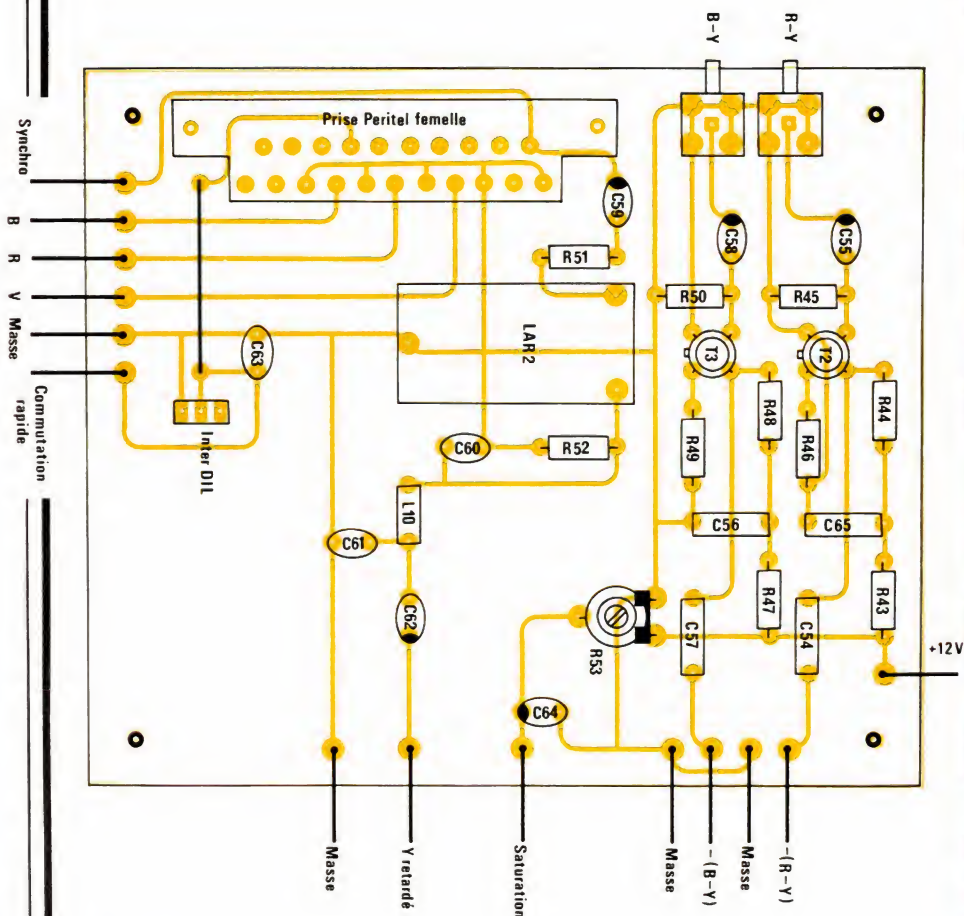 B-Y
R-Y
Prise Peritel femelle
Synchro
B
R
V
Masse
Commutation
rapide
C59
C58
C55
R51
R50
R45
LAR2
T3
T2
C63
Inter DIL
R48
R44
R49
R46
C60
R52
L10
C56
C65
C61
C62
R53
C57
R47
C54
R43
+12V
C64
Masse
Y retardé
Saturation
Masse
-(B-Y)
Masse
-(R-Y)